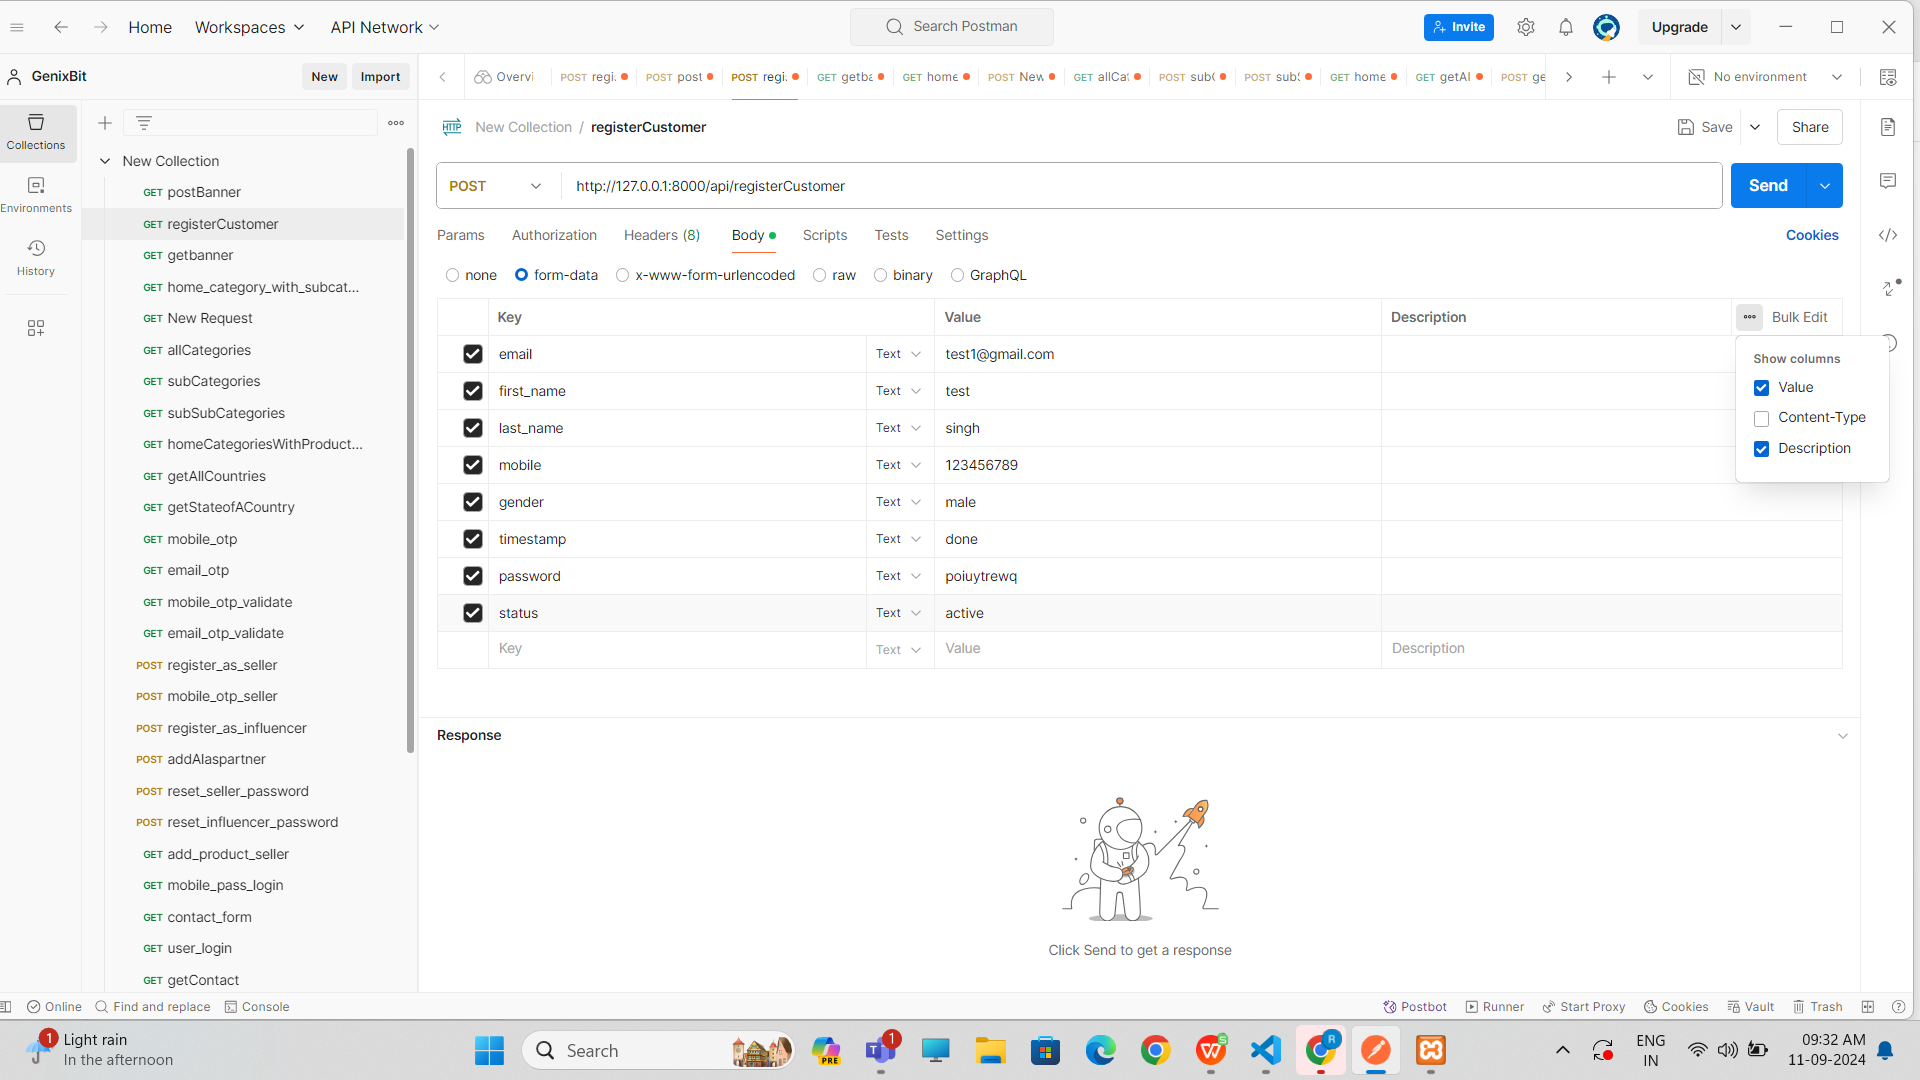 Home
Workspaces
API Network
Search Postman
Invite
Upgrade
GenixBit
New
Import
Overvi
POST regi.
POST post
POST regi.
GET getba
GET home
POST New
GET allCa
POST sub
POST sub
GET home
GET getAl
POST ge
No environment
Collections
Environments
History
New Collection
GET postBanner
GET registerCustomer
GET getbanner
GET home_category_with_subcat...
GET New Request
GET allCategories
GET subCategories
GET subSubCategories
GET homeCategoriesWithProduct...
GET getAllCountries
GET getStateofACountry
GET mobile_otp
GET email_otp
GET mobile_otp_validate
GET email_otp_validate
POST register_as_seller
POST mobile_otp_seller
POST register_as_influencer
POST addAlaspartner
POST reset_seller_password
POST reset_influencer_password
GET add_product_seller
GET mobile_pass_login
GET contact_form
GET user_login
GET getContact
HTTP New Collection / registerCustomer
Save
Share
POST
http://127.0.0.1:8000/api/registerCustomer
Send
Params
Authorization
Headers (8)
Body
Scripts
Tests
Settings
Cookies
none
form-data
x-www-form-urlencoded
raw
binary
GraphQL
Key Value Description Bulk Edit
email Text test1@gmail.com
first_name Text test
last_name Text singh
mobile Text 123456789
gender Text male
timestamp Text done
password Text poiuytrewq
status Text active
Key Text Value Description
Show columns
Value
Content-Type
Description
Response
Click Send to get a response
Online
Find and replace
Console
Postbot
Runner
Start Proxy
Cookies
Vault
Trash
1
Light rain
In the afternoon
Search
PRE
1
S
R
ENG
IN
09:32 AM
11-09-2024